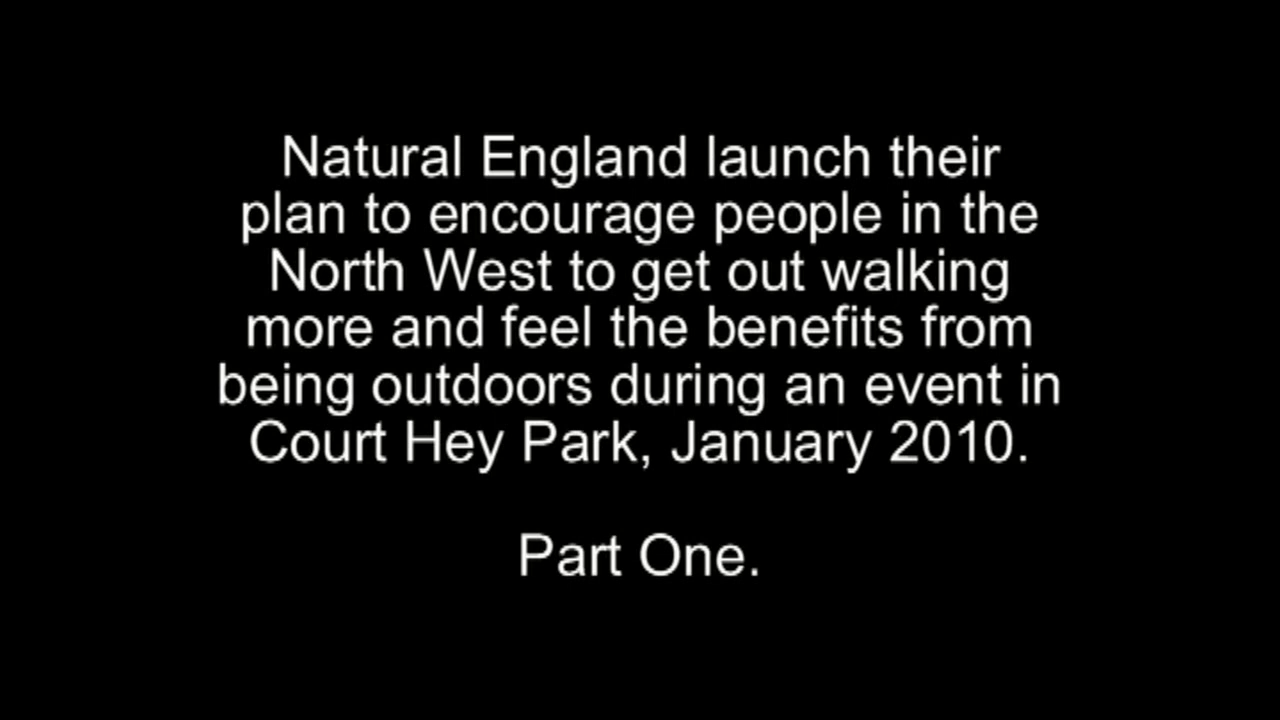 Natural England launch their
plan to encourage people in the
North West to get out walking
more and feel the benefits from
being outdoors during an event in
Court Hey Park, January 2010.
Part One.